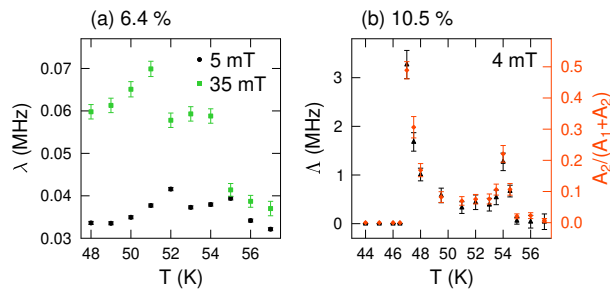 (a) 6.4 %
(b) 10.5 %
5 mT
35 mT
4 mT
λ (MHz)
0.07
0.06
0.05
0.04
0.03
48 50 52 54 56
T (K)
Λ (MHz)
3
2
1
0
44 46 48 50 52 54 56
T (K)
0.5
0.4
0.3
0.2
0.1
0.0
A₂/(A₁+A₂)